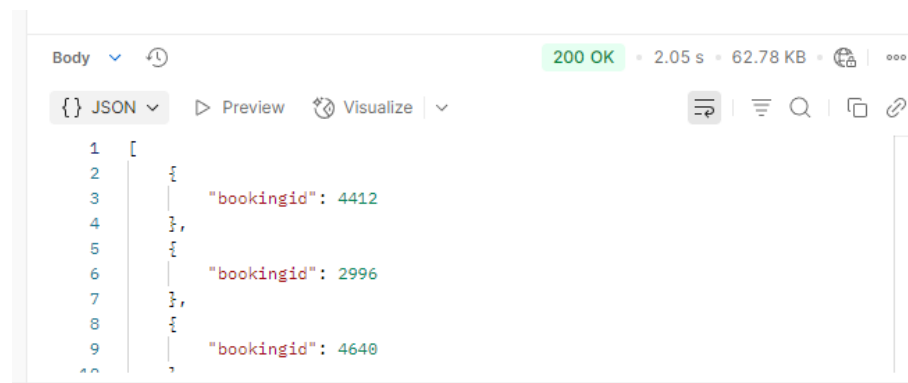 Body 200 OK • 2.05 s • 62.78 KB •
{} JSON Preview Visualize
1 [
2 {
3 "bookingid": 4412
4 },
5 {
6 "bookingid": 2996
7 },
8 {
9 "bookingid": 4640